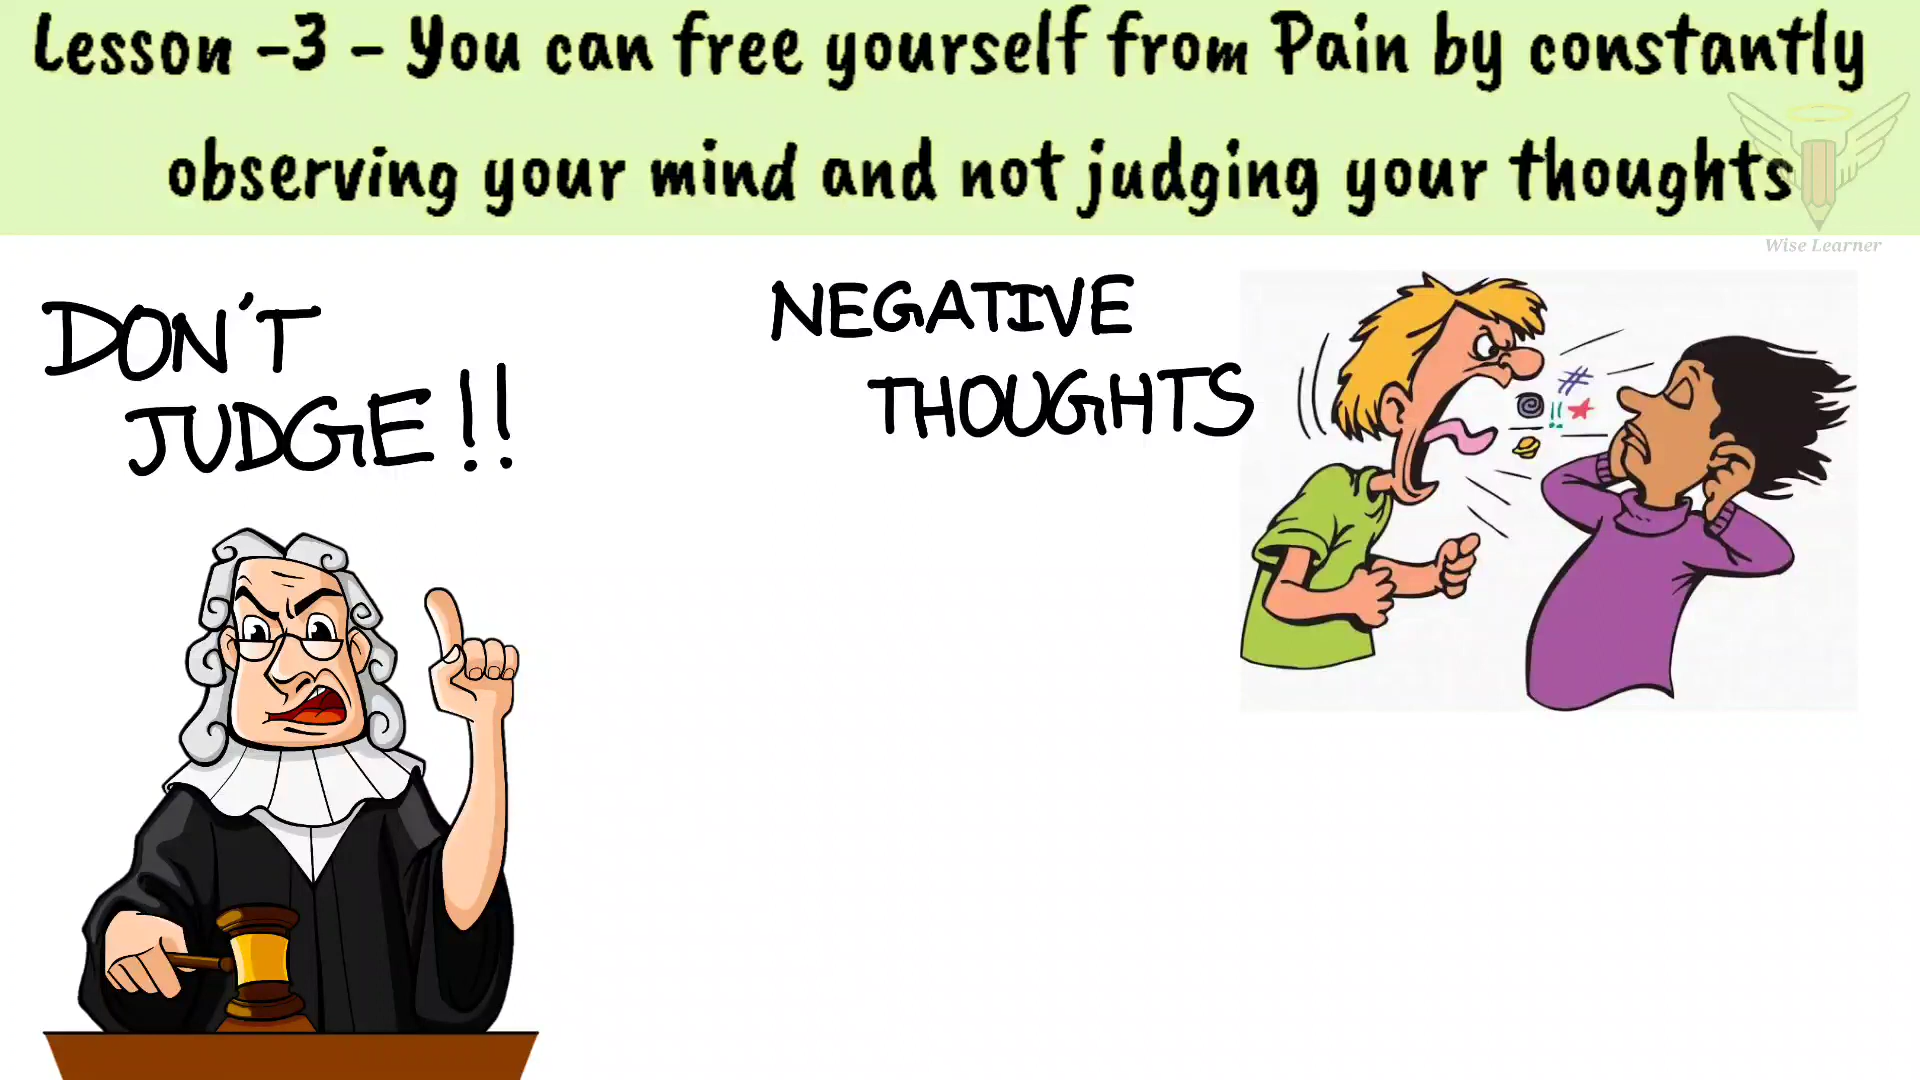 Lesson -3 - You can free yourself from Pain by constantly
observing your mind and not judging your thoughts
Wise Learner
DON'T
JUDGE!!
NEGATIVE
THOUGHTS
#
!!